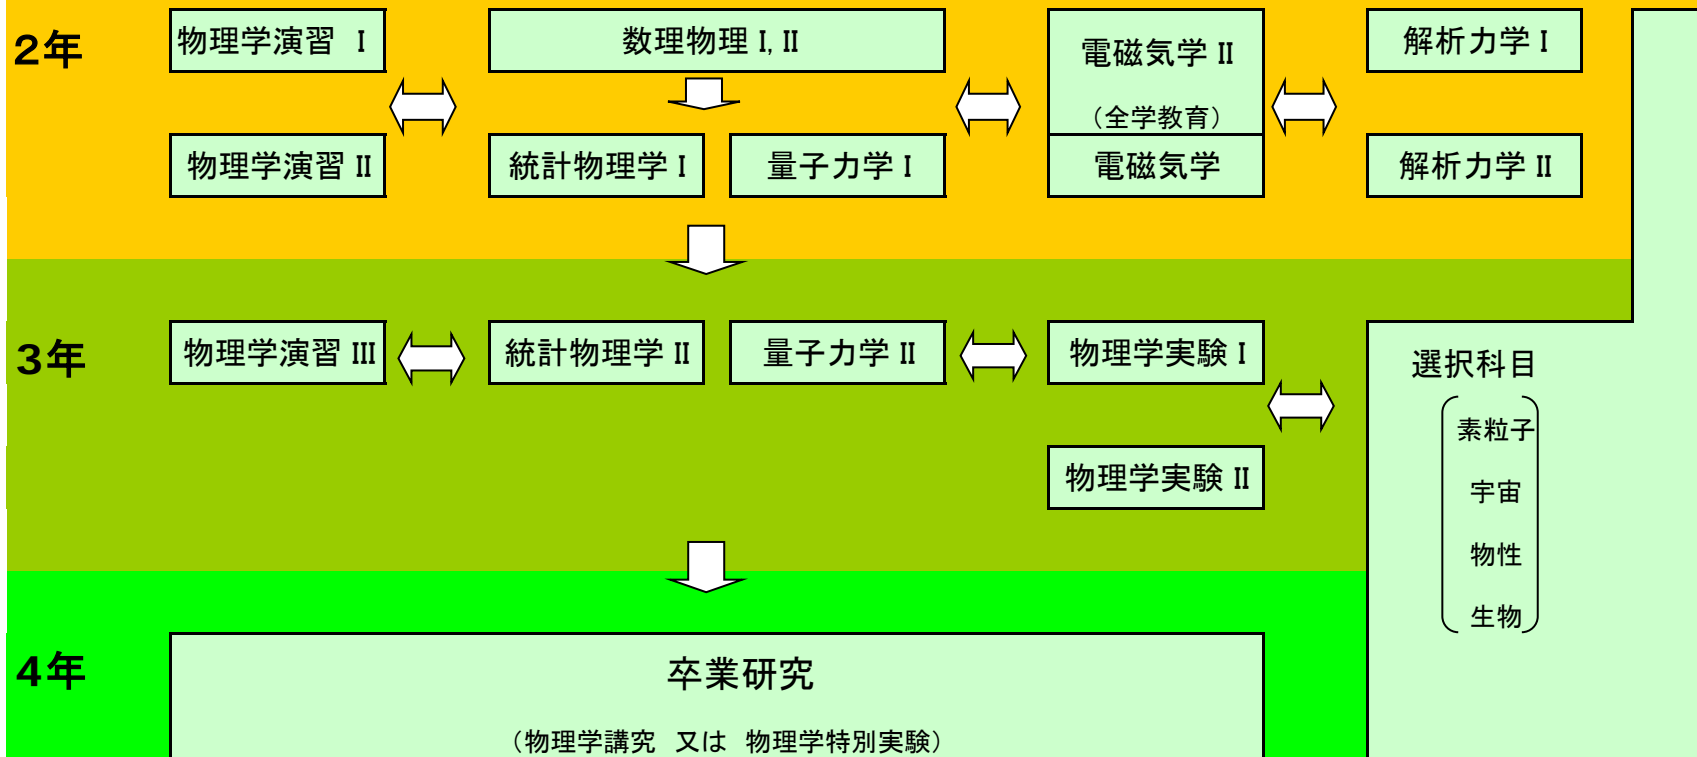 2年
物理学演習 I
数理物理 I, II
電磁気学 II
(全学教育)
解析力学 I
物理学演習 II
統計物理学 I
量子力学 I
電磁気学
解析力学 II
3年
物理学演習 III
統計物理学 II
量子力学 II
物理学実験 I
物理学実験 II
選択科目
素粒子
宇宙
物性
生物
4年
卒業研究
(物理学講究 又は 物理学特別実験)